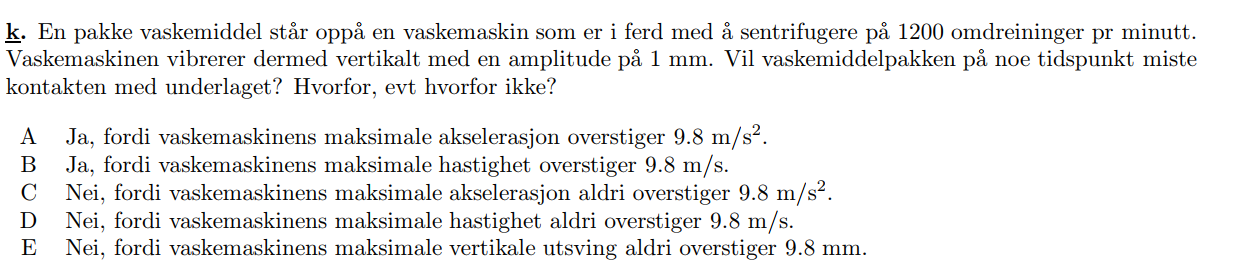 k. En pakke vaskemiddel står oppå en vaskemaskin som er i ferd med å sentrifugere på 1200 omdreininger pr minutt.
Vaskemaskinen vibrerer dermed vertikalt med en amplitude på 1 mm. Vil vaskemiddelpakken på noe tidspunkt miste
kontakten med underlaget? Hvorfor, evt hvorfor ikke?
A Ja, fordi vaskemaskinens maksimale akselerasjon overstiger 9.8 m/s².
B Ja, fordi vaskemaskinens maksimale hastighet overstiger 9.8 m/s.
C Nei, fordi vaskemaskinens maksimale akselerasjon aldri overstiger 9.8 m/s².
D Nei, fordi vaskemaskinens maksimale hastighet aldri overstiger 9.8 m/s.
E Nei, fordi vaskemaskinens maksimale vertikale utsving aldri overstiger 9.8 mm.